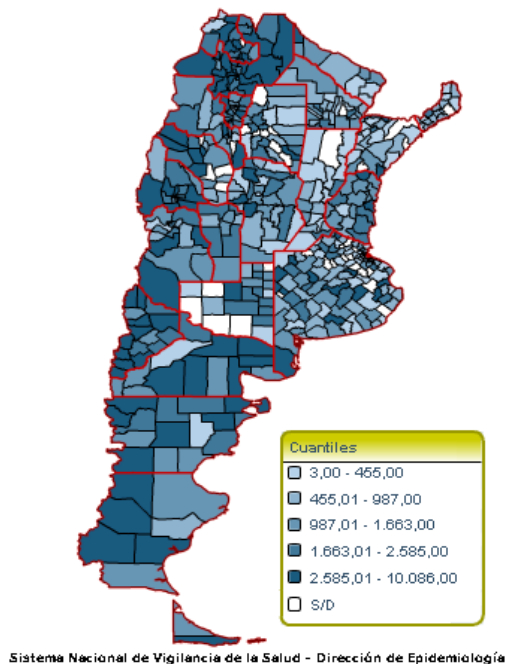 Cuantiles
3,00 - 455,00
455,01 - 987,00
987,01 - 1.663,00
1.663,01 - 2.585,00
2.585,01 - 10.086,00
S/D
Sistema Nacional de Vigilancia de la Salud - Dirección de Epidemiología